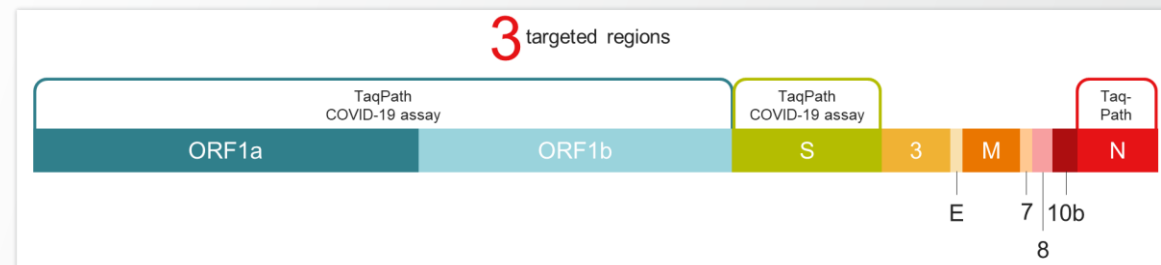 3 targeted regions
TaqPath
COVID-19 assay
TaqPath
COVID-19 assay
Taq-
Path
ORF1a ORF1b S 3 M N
E 7 10b
8